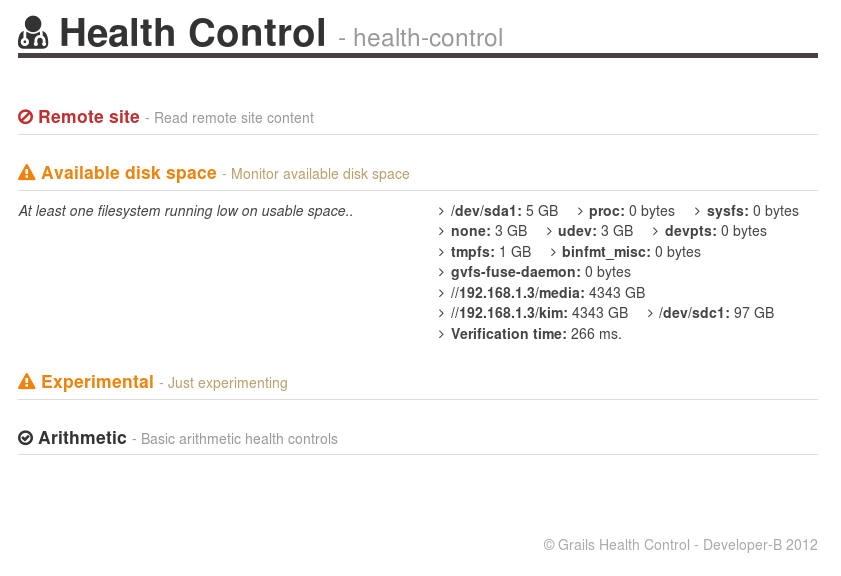 Health Control - health-control
Remote site - Read remote site content
Available disk space - Monitor available disk space
At least one filesystem running low on usable space..
/dev/sda1: 5 GB proc: 0 bytes sysfs: 0 bytes
none: 3 GB udev: 3 GB devpts: 0 bytes
tmpfs: 1 GB binfmt_misc: 0 bytes
gvfs-fuse-daemon: 0 bytes
//192.168.1.3/media: 4343 GB
//192.168.1.3/kim: 4343 GB /dev/sdc1: 97 GB
Verification time: 266 ms.
Experimental - Just experimenting
Arithmetic - Basic arithmetic health controls
© Grails Health Control - Developer-B 2012